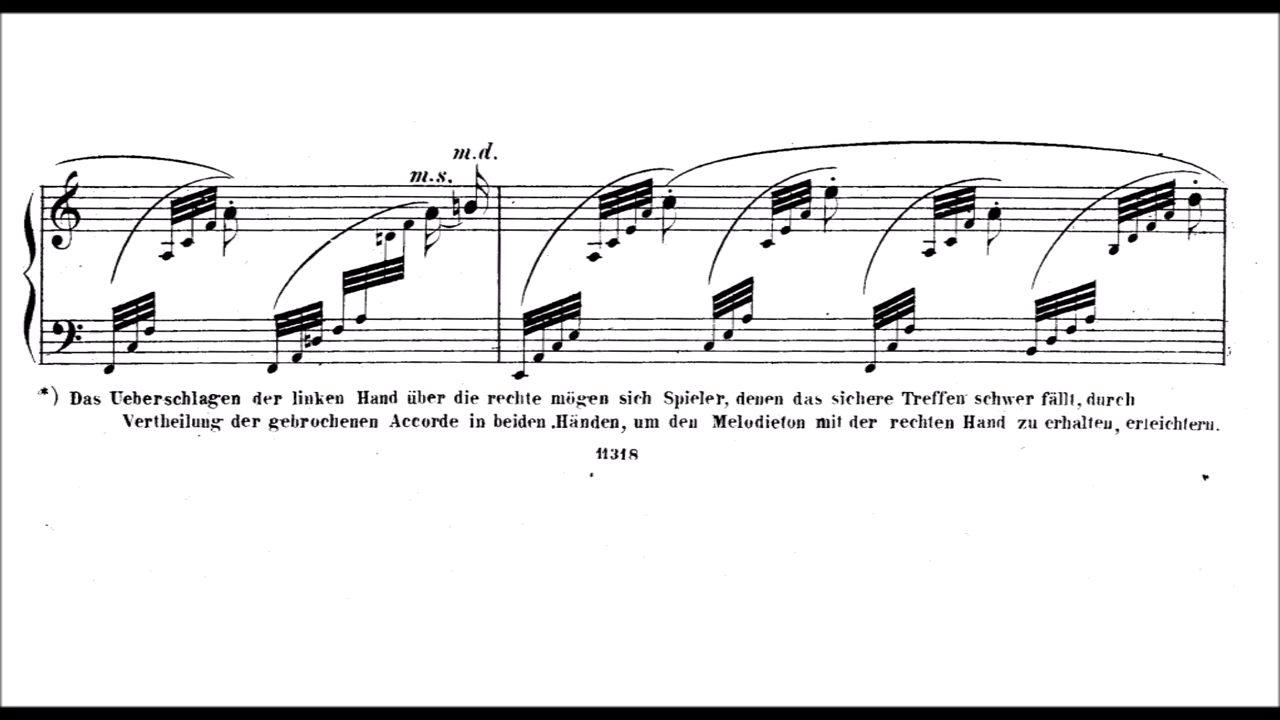 m.d.
m.s.
*) Das Ueberschlagen der linken Hand über die rechte mögen sich Spieler, denen das sichere Treffen schwer fällt, durch
Vertheilung der gebrochenen Accorde in beiden Händen, um den Melodieton mit der rechten Hand zu erhalten, erleichtern.
11318